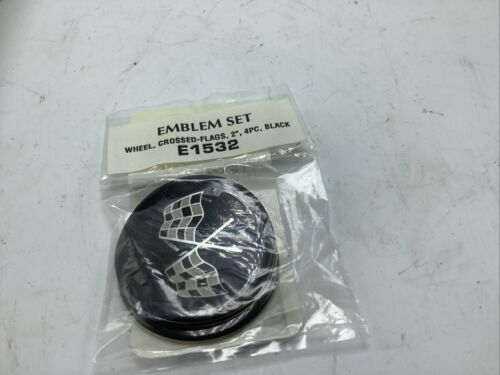 EMBLEM SET
WHEEL, CROSSED-FLAGS, 2", 4PC, BLACK
E1532